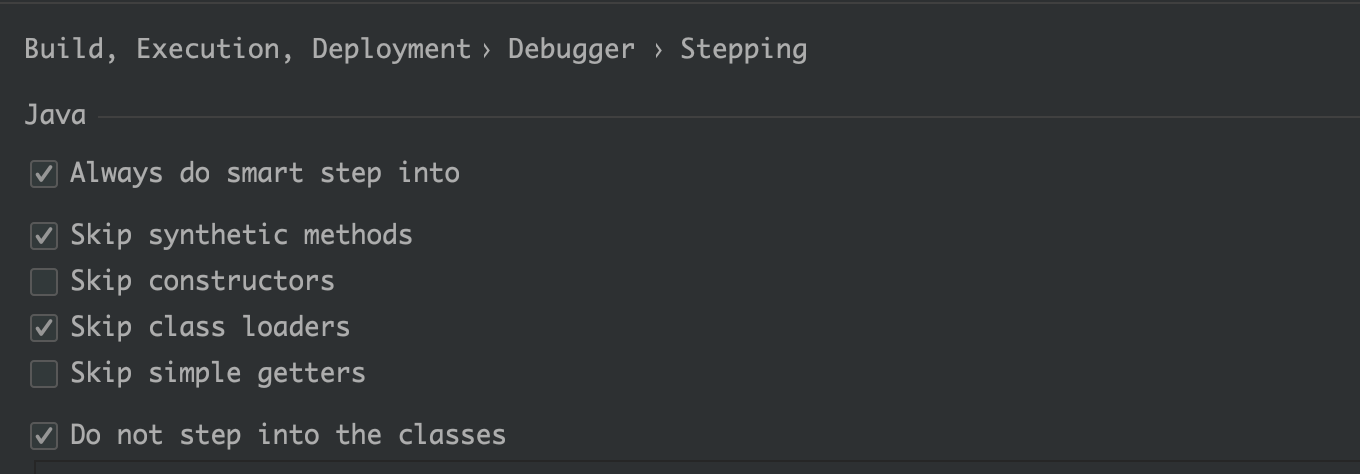 Build, Execution, Deployment › Debugger › Stepping
Java
Always do smart step into
Skip synthetic methods
Skip constructors
Skip class loaders
Skip simple getters
Do not step into the classes